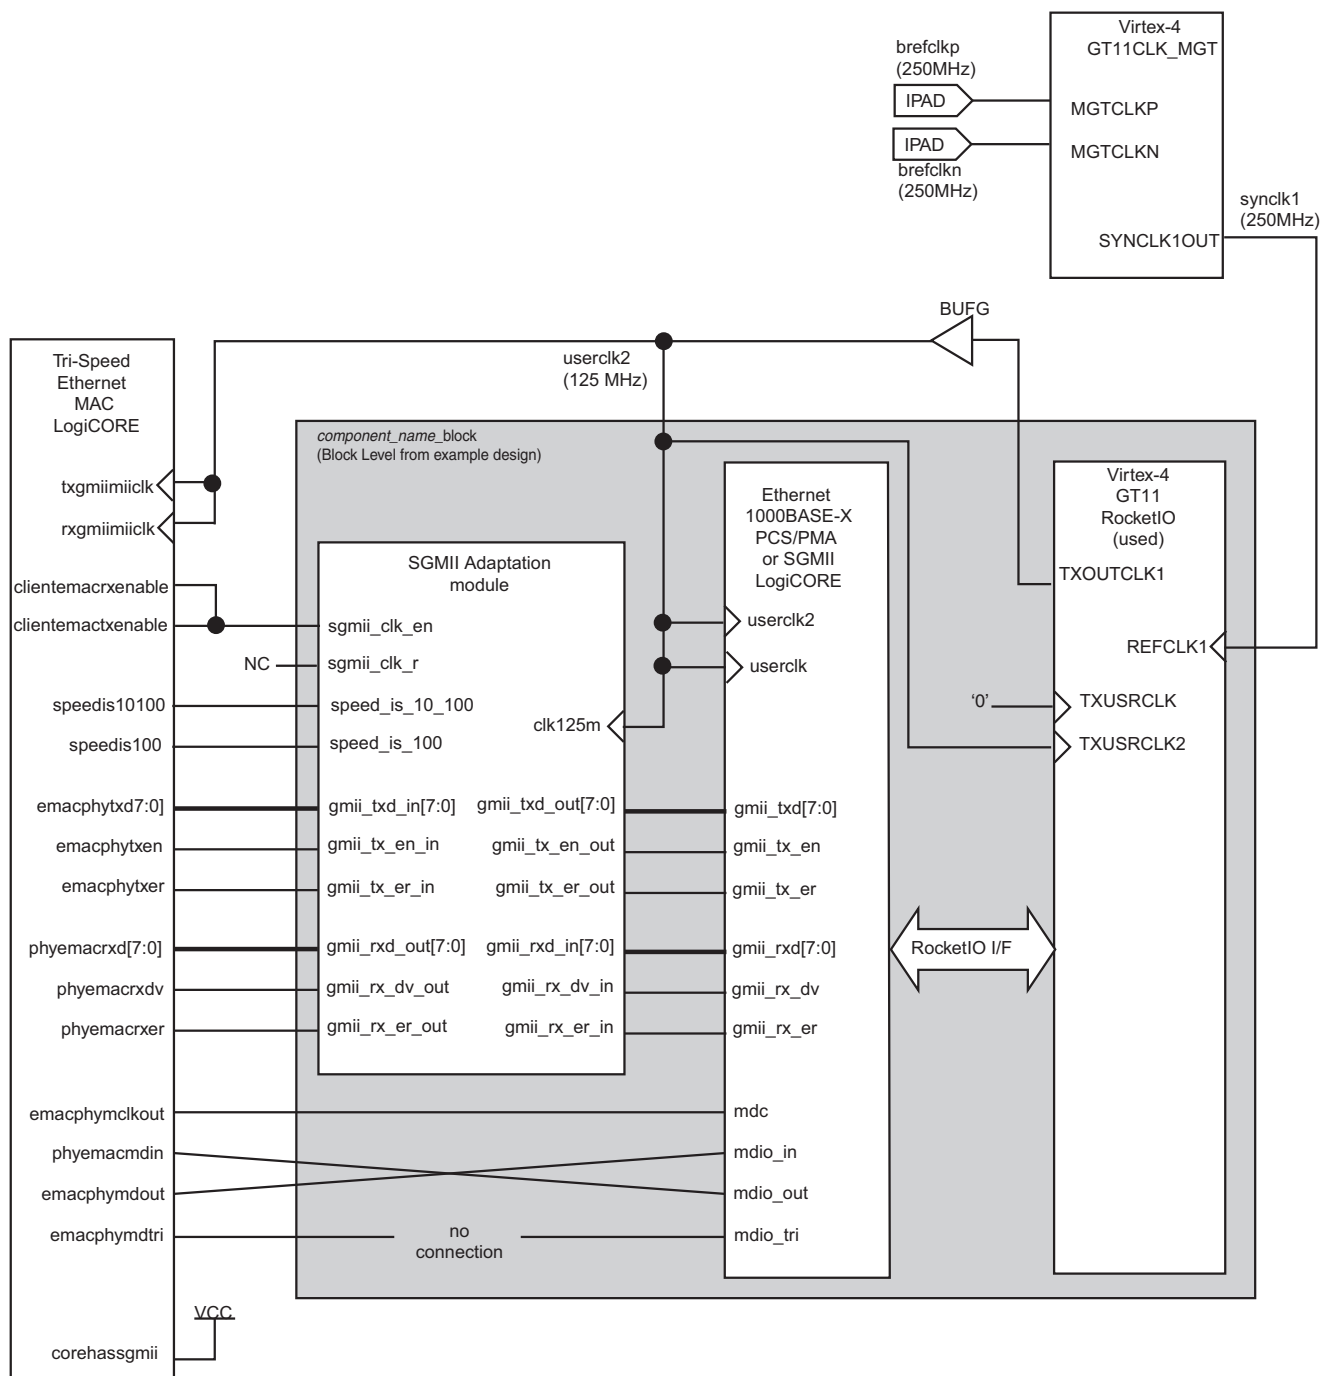 Virtex-4
GT11CLK_MGT
brefclkp
(250MHz)
IPAD
MGTCLKP
IPAD
MGTCLKN
brefclkn
(250MHz)
synclk1
(250MHz)
SYNCLK1OUT
BUFG
userclk2
(125 MHz)
Tri-Speed
Ethernet
MAC
LogiCORE
txgmiimiiclk
rxgmiimiiclk
clientemacrxenable
clientemactxenable
speedis10100
speedis100
emacphytxd7:0]
emacphytxen
emacphytxer
phyemacrxd[7:0]
phyemacrxdv
phyemacrxer
emacphymclkout
phyemacmdin
emacphymdout
emacphymdtri
corehassgmii
VCC
component_name_block
(Block Level from example design)
SGMII Adaptation
module
sgmii_clk_en
NC
sgmii_clk_r
speed_is_10_100
clk125m
speed_is_100
gmii_txd_in[7:0]
gmii_txd_out[7:0]
gmii_tx_en_in
gmii_tx_en_out
gmii_tx_er_in
gmii_tx_er_out
gmii_rxd_out[7:0]
gmii_rxd_in[7:0]
gmii_rx_dv_out
gmii_rx_dv_in
gmii_rx_er_out
gmii_rx_er_in
no
connection
Ethernet
1000BASE-X
PCS/PMA
or SGMII
LogiCORE
userclk2
userclk
gmii_txd[7:0]
gmii_tx_en
gmii_tx_er
gmii_rxd[7:0]
gmii_rx_dv
gmii_rx_er
mdc
mdio_in
mdio_out
mdio_tri
RocketIO I/F
Virtex-4
GT11
RocketIO
(used)
TXOUTCLK1
REFCLK1
‘0’
TXUSRCLK
TXUSRCLK2